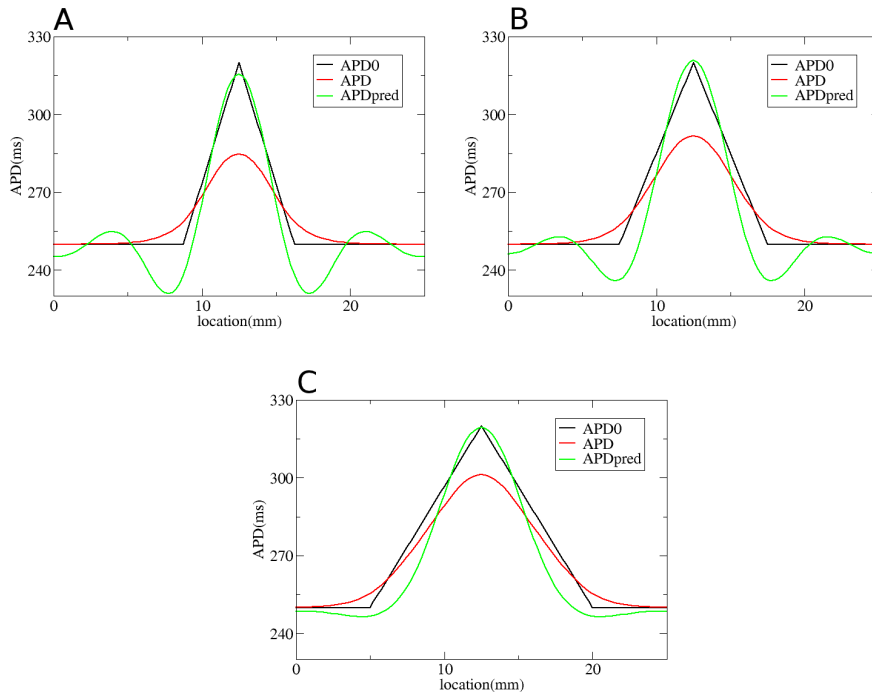 A
330
300
270
240
APD(ms)
0
10
20
location(mm)
APD0
APD
APDpred
B
330
300
270
240
APD(ms)
0
10
20
location(mm)
APD0
APD
APDpred
C
330
300
270
240
APD(ms)
0
10
20
location(mm)
APD0
APD
APDpred